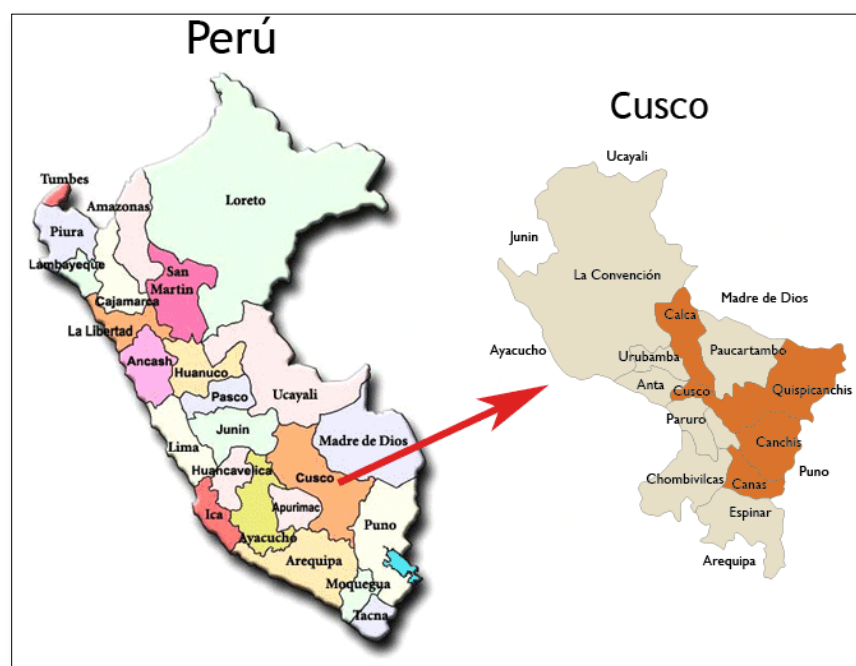 Perú
Tumbes
Amazonas
Loreto
Piura
Lambayeque
San
Martin
Cajamarca
La Libertad
Ancash
Huanuco
Ucayali
Pasco
Junin
Madre de Dios
Lima
Huancavelica
Cusco
Ica
Apurimac
Puno
Ayacucho
Arequipa
Moquegua
Tacna
Cusco
Ucayali
Junin
La Convención
Madre de Dios
Calca
Ayacucho
Urubamba
Paucartambo
Anta
Cusco
Quispicanchis
Paruro
Canchis
Puno
Chombivilcas
Canas
Espinar
Arequipa